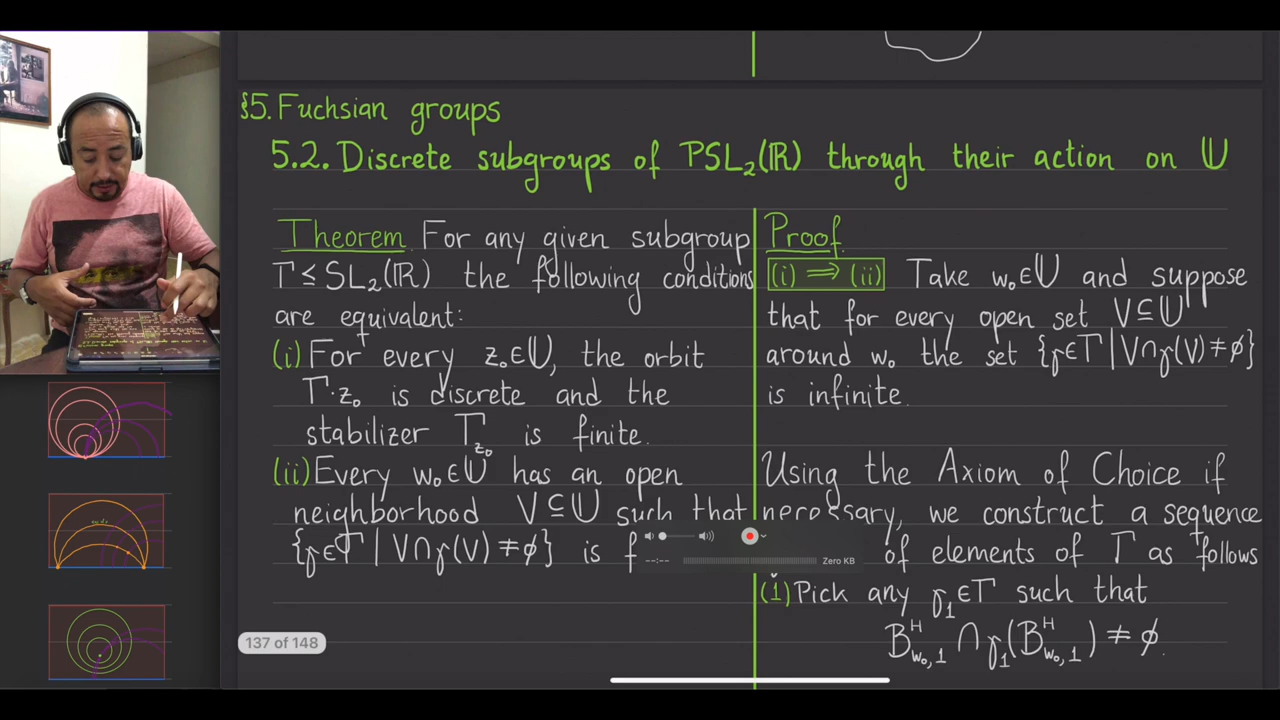 §5. Fuchsian groups
5.2. Discrete subgroups of PSL₂(ℝ) through their action on 𝕌
Theorem For any given subgroup
Γ ≤ SL₂(ℝ) the following conditions
are equivalent:
(i) For every z₀∈𝕌, the orbit
Γ·z₀ is discrete and the
stabilizer Γ_z₀ is finite.
(ii) Every w₀∈𝕌 has an open
neighborhood V⊆𝕌 such that
{γ∈Γ | V∩γ(V)≠∅} is f
137 of 148
Proof
(i) ⟹ (ii) Take w₀∈𝕌 and suppose
that for every open set V⊆𝕌
around w₀ the set {γ∈Γ | V∩γ(V)≠∅}
is infinite.
Using the Axiom of Choice if
necessary, we construct a sequence
of elements of Γ as follows
(1) Pick any γ₁∈Γ such that
B^H_{w₀,1} ∩ γ₁(B^H_{w₀,1}) ≠ ∅.
--:--
Zero KB